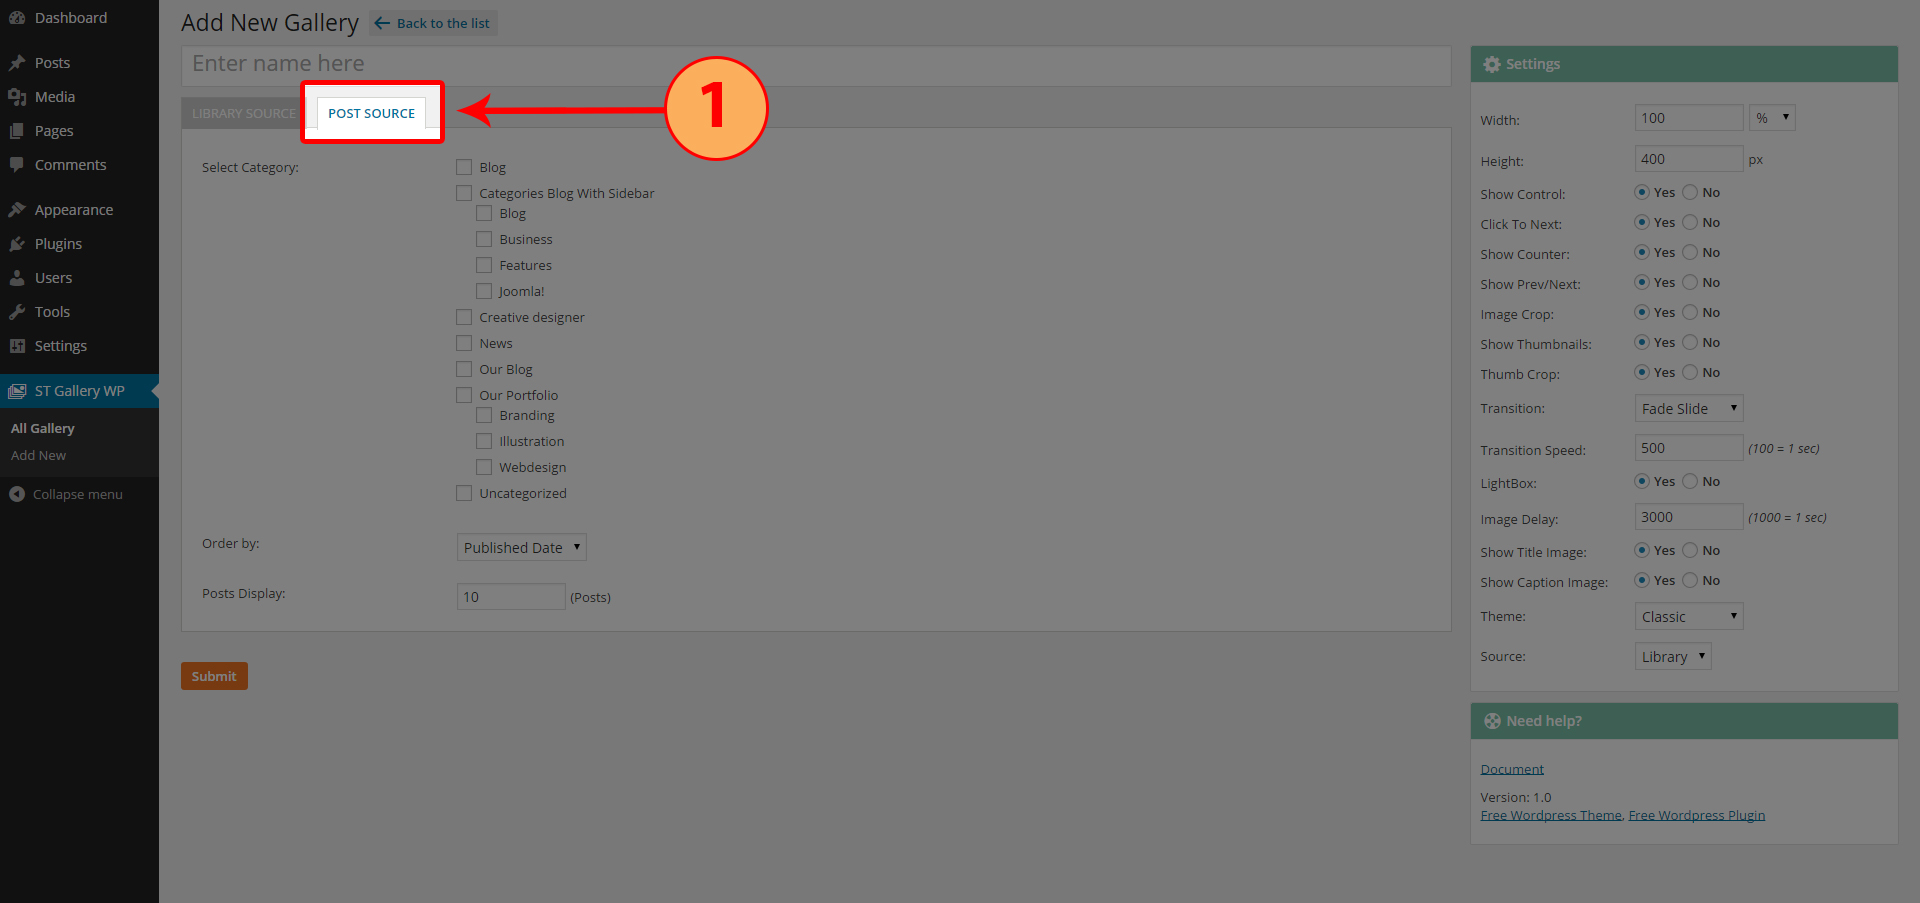 Dashboard
Posts
Media
Pages
Comments
Appearance
Plugins
Users
Tools
Settings
ST Gallery WP
All Gallery
Add New
Collapse menu
Add New Gallery
Back to the list
Enter name here
LIBRARY SOURCE
POST SOURCE
1
Select Category:
Blog
Categories Blog With Sidebar
Blog
Business
Features
Joomla!
Creative designer
News
Our Blog
Our Portfolio
Branding
Illustration
Webdesign
Uncategorized
Order by: Published Date
Posts Display: 10 (Posts)
Submit
Settings
Width: 100 %
Height: 400 px
Show Control: Yes No
Click To Next: Yes No
Show Counter: Yes No
Show Prev/Next: Yes No
Image Crop: Yes No
Show Thumbnails: Yes No
Thumb Crop: Yes No
Transition: Fade Slide
Transition Speed: 500 (100 = 1 sec)
LightBox: Yes No
Image Delay: 3000 (1000 = 1 sec)
Show Title Image: Yes No
Show Caption Image: Yes No
Theme: Classic
Source: Library
Need help?
Document
Version: 1.0
Free Wordpress Theme, Free Wordpress Plugin